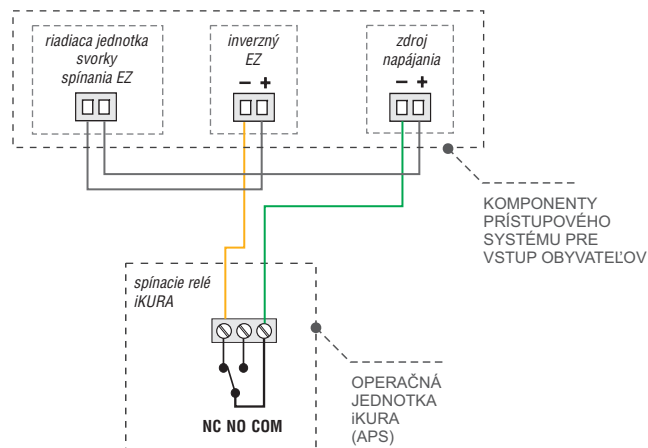 riadiaca jednotka
svorky
spínania EZ
inverzný
EZ
− +
zdroj
napájania
− +
KOMPONENTY
PRÍSTUPOVÉHO
SYSTÉMU PRE
VSTUP OBYVATEĽOV
spínacie relé
iKURA
NC NO COM
OPERAČNÁ
JEDNOTKA
iKURA
(APS)